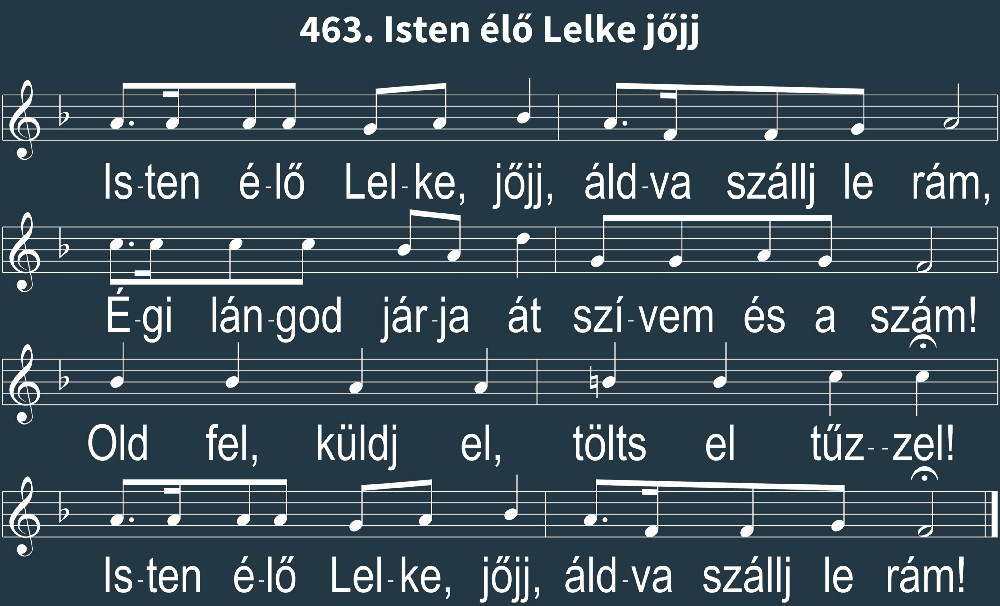 463. Isten élő Lelke jőjj
Is-ten é-lő Lel-ke, jőjj, áld-va szállj le rám,
É-gi lán-god jár-ja át szí-vem és a szám!
Old fel, küldj el, tölts el tűz--zel!
Is-ten é-lő Lel-ke, jőjj, áld-va szállj le rám!